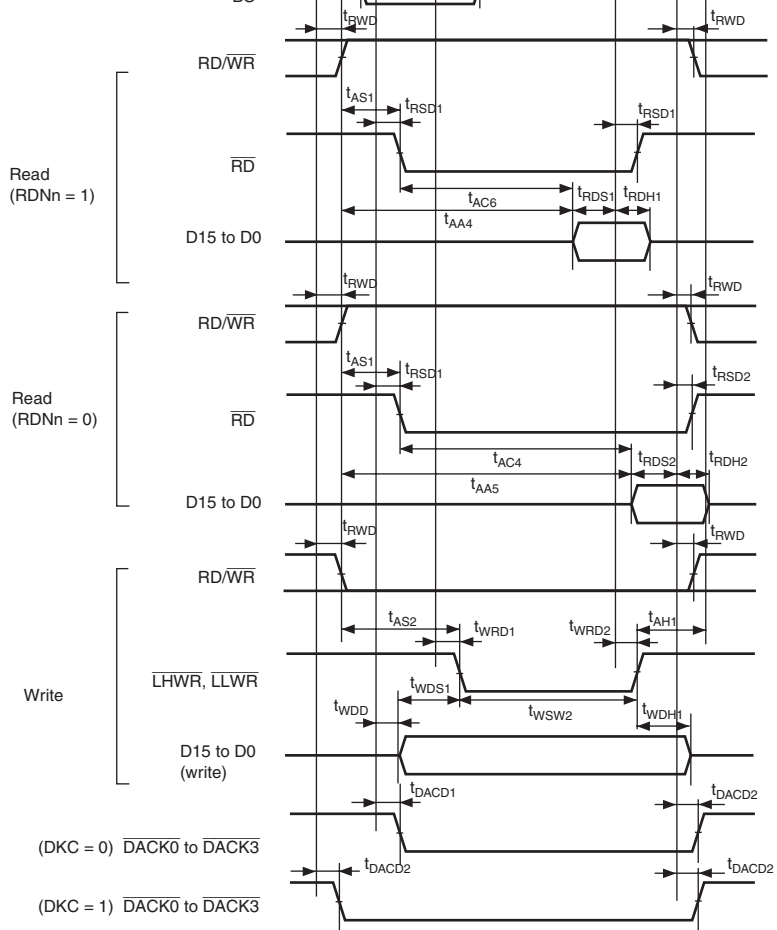 BS
tRWD tRWD
RD/WR
tAS1 tRSD1 tRSD1
RD
Read
(RDNn = 1)
tAC6 tRDS1 tRDH1
tAA4
D15 to D0
tRWD tRWD
RD/WR
tAS1 tRSD1 tRSD2
Read
(RDNn = 0)
RD
tAC4 tRDS2 tRDH2
tAA5
D15 to D0
tRWD tRWD
RD/WR
tAS2 tWRD1 tWRD2 tAH1
LHWR, LLWR
Write
tWDD tWDS1 tWSW2 tWDH1
D15 to D0
(write)
tDACD1 tDACD2
(DKC = 0) DACK0 to DACK3
tDACD2 tDACD2
(DKC = 1) DACK0 to DACK3